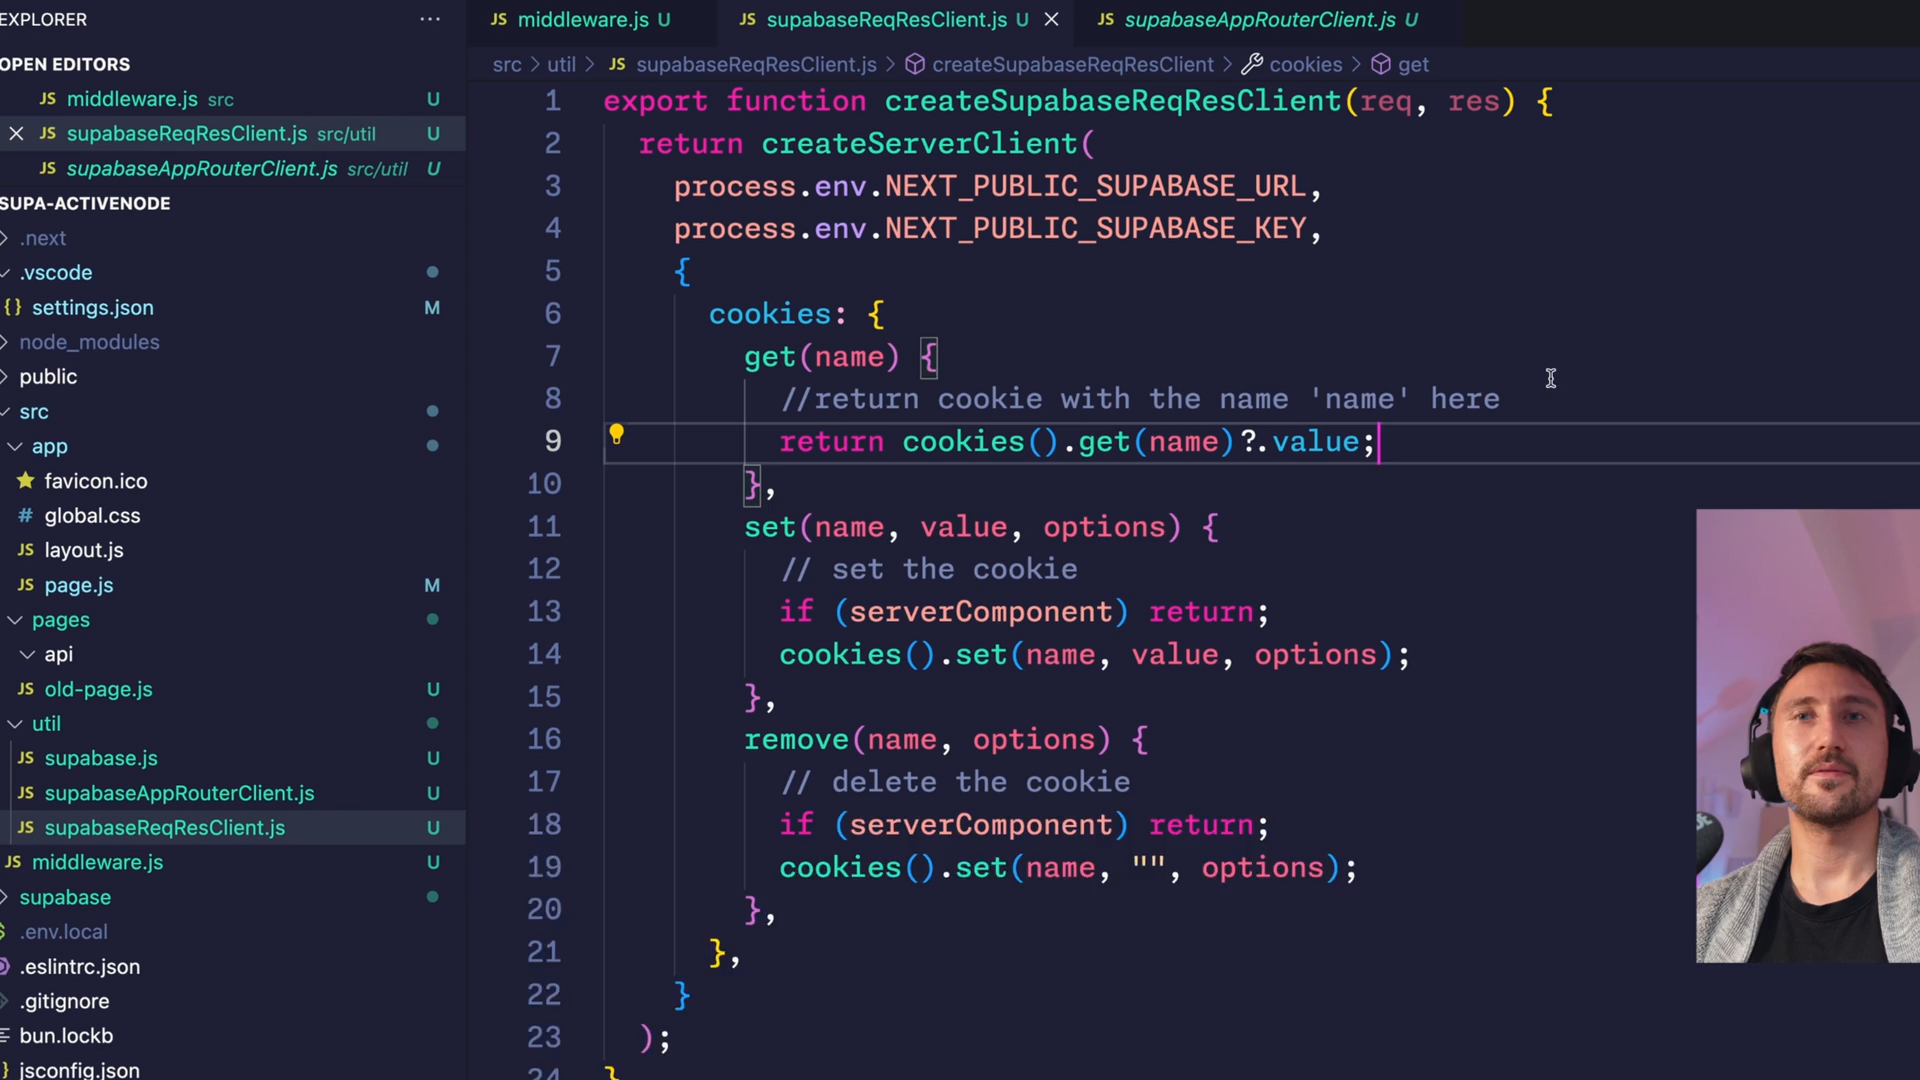 EXPLORER ···
OPEN EDITORS
JS middleware.js src U
JS supabaseReqResClient.js src/util U
JS supabaseAppRouterClient.js src/util U
SUPA-ACTIVENODE
.next
.vscode
{} settings.json M
node_modules
public
src
app
favicon.ico
# global.css
JS layout.js
JS page.js M
pages
api
JS old-page.js U
util
JS supabase.js U
JS supabaseAppRouterClient.js U
JS supabaseReqResClient.js U
JS middleware.js U
supabase
$ .env.local
.eslintrc.json
.gitignore
bun.lockb
jsconfig.json
JS middleware.js U JS supabaseReqResClient.js U JS supabaseAppRouterClient.js U
src > util > JS supabaseReqResClient.js > createSupabaseReqResClient > cookies > get
1 export function createSupabaseReqResClient(req, res) {
2 return createServerClient(
3 process.env.NEXT_PUBLIC_SUPABASE_URL,
4 process.env.NEXT_PUBLIC_SUPABASE_KEY,
5 {
6 cookies: {
7 get(name) {
8 //return cookie with the name 'name' here
9 return cookies().get(name)?.value;
10 },
11 set(name, value, options) {
12 // set the cookie
13 if (serverComponent) return;
14 cookies().set(name, value, options);
15 },
16 remove(name, options) {
17 // delete the cookie
18 if (serverComponent) return;
19 cookies().set(name, "", options);
20 },
21 },
22 }
23 );
24 }